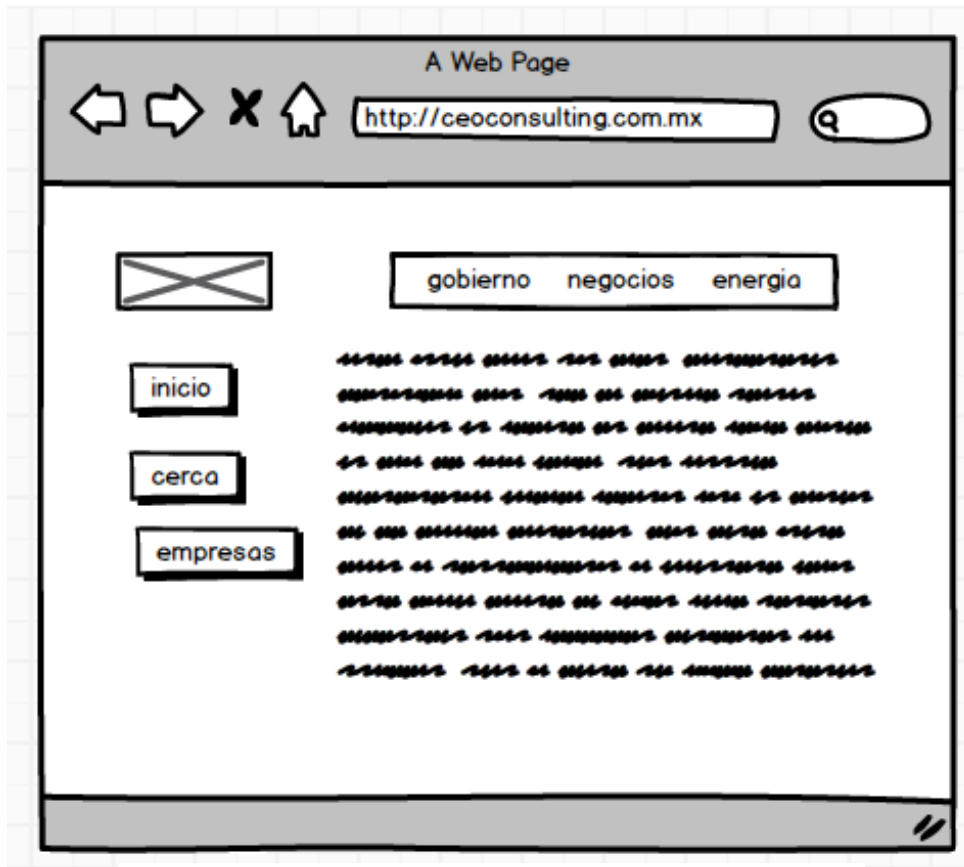 A Web Page
http://ceoconsulting.com.mx
gobierno negocios energia
inicio
cerca
empresas